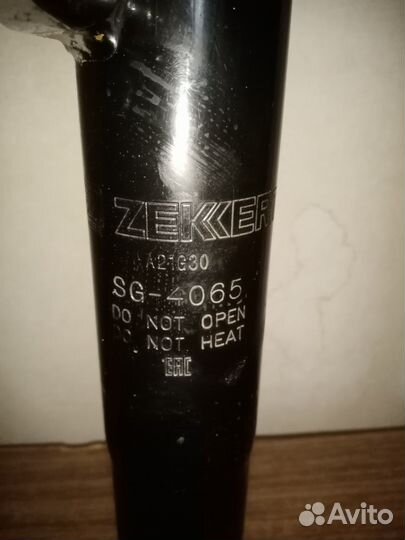 ZEKKERT
A21G30
SG-4065
DO NOT OPEN
DO NOT HEAT
EAC
Avito